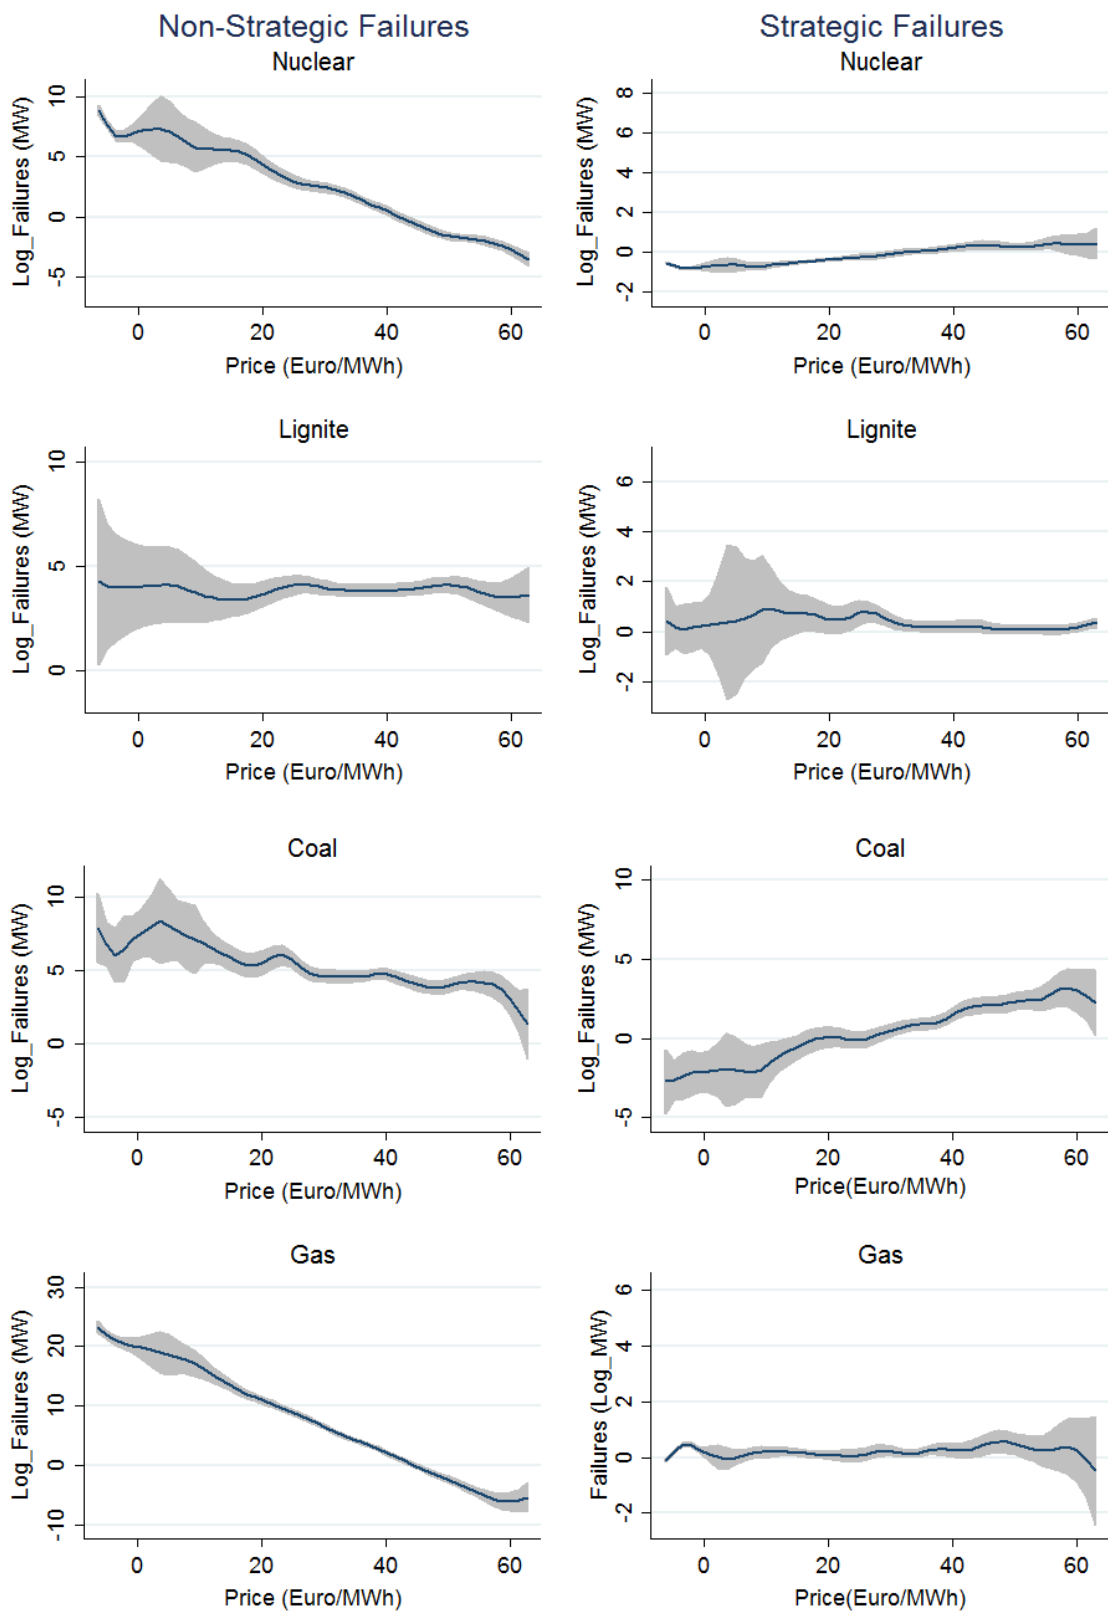 Non-Strategic Failures
Strategic Failures
Nuclear
Log_Failures (MW)
10
5
0
-5
0 20 40 60
Price (Euro/MWh)
Nuclear
Log_Failures (MW)
8
6
4
2
0
-2
0 20 40 60
Price (Euro/MWh)
Lignite
Log_Failures (MW)
10
5
0
0 20 40 60
Price (Euro/MWh)
Lignite
Log_Failures (MW)
6
4
2
0
-2
0 20 40 60
Price (Euro/MWh)
Coal
Log_Failures (MW)
10
5
0
-5
0 20 40 60
Price (Euro/MWh)
Coal
Log_Failures (MW)
10
5
0
-5
0 20 40 60
Price(Euro/MWh)
Gas
Log_Failures (MW)
30
20
10
0
-10
0 20 40 60
Price (Euro/MWh)
Gas
Failures (Log_MW)
6
4
2
0
-2
0 20 40 60
Price(Euro/MWh)